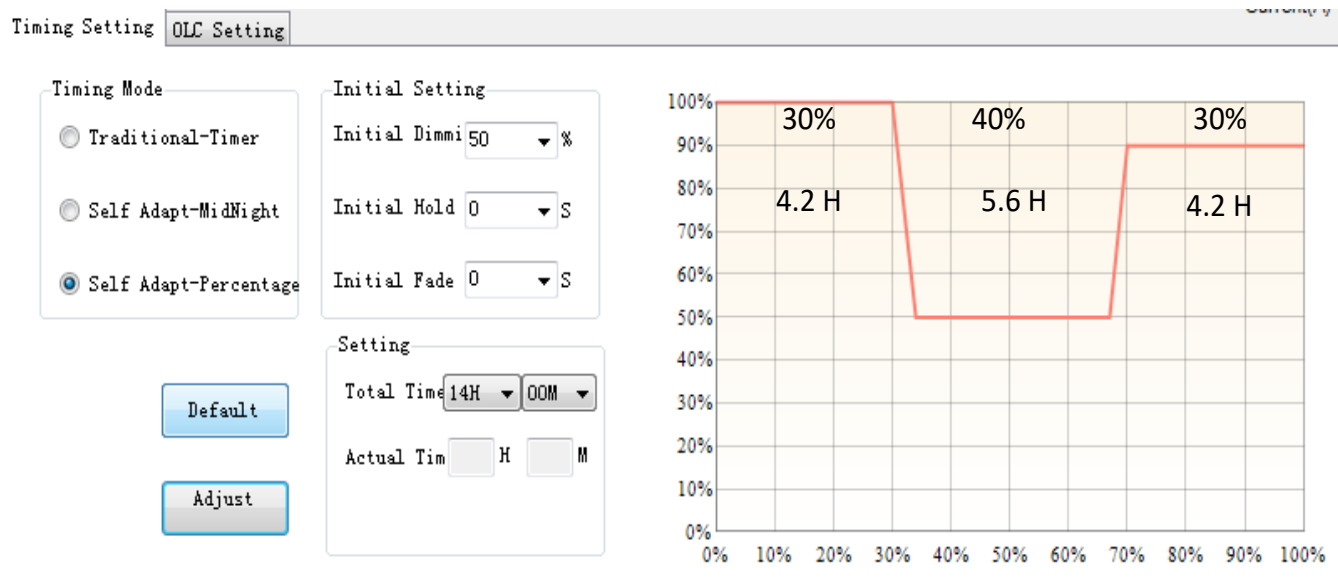 Timing Setting
OLC Setting
Timing Mode
Traditional-Timer
Self Adapt-MidNight
Self Adapt-Percentage
Default
Adjust
Initial Setting
Initial Dimmi 50 %
Initial Hold 0 S
Initial Fade 0 S
Setting
Total Time 14H 00M
Actual Tim H M
100%
90%
80%
70%
60%
50%
40%
30%
20%
10%
0%
30% 40% 30%
4.2 H 5.6 H 4.2 H
0% 10% 20% 30% 40% 50% 60% 70% 80% 90% 100%